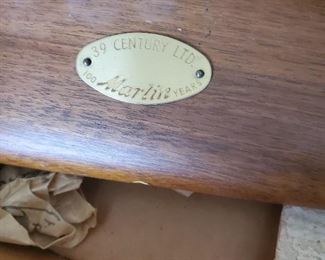 39 CENTURY LTD.
100 Marlin YEARS